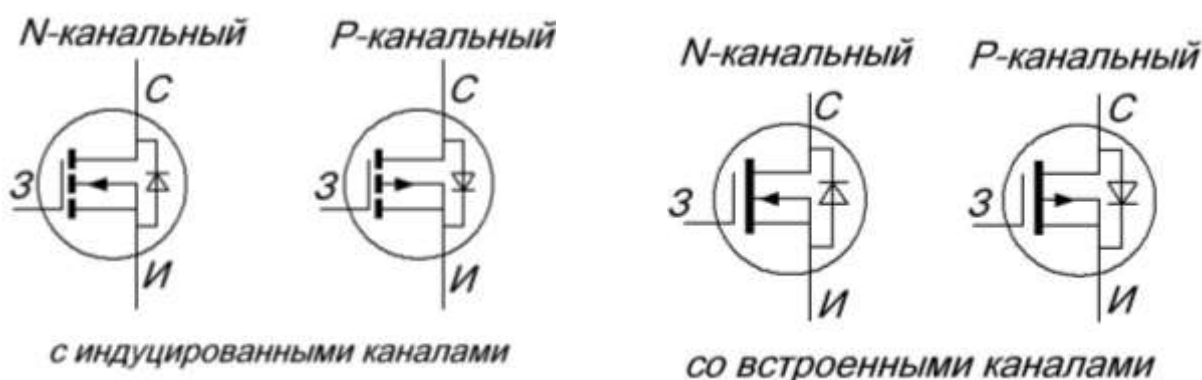 N-канальный
P-канальный
С
З
И
С
З
И
с индуцированными каналами
N-канальный
P-канальный
С
З
И
С
З
И
со встроенными каналами